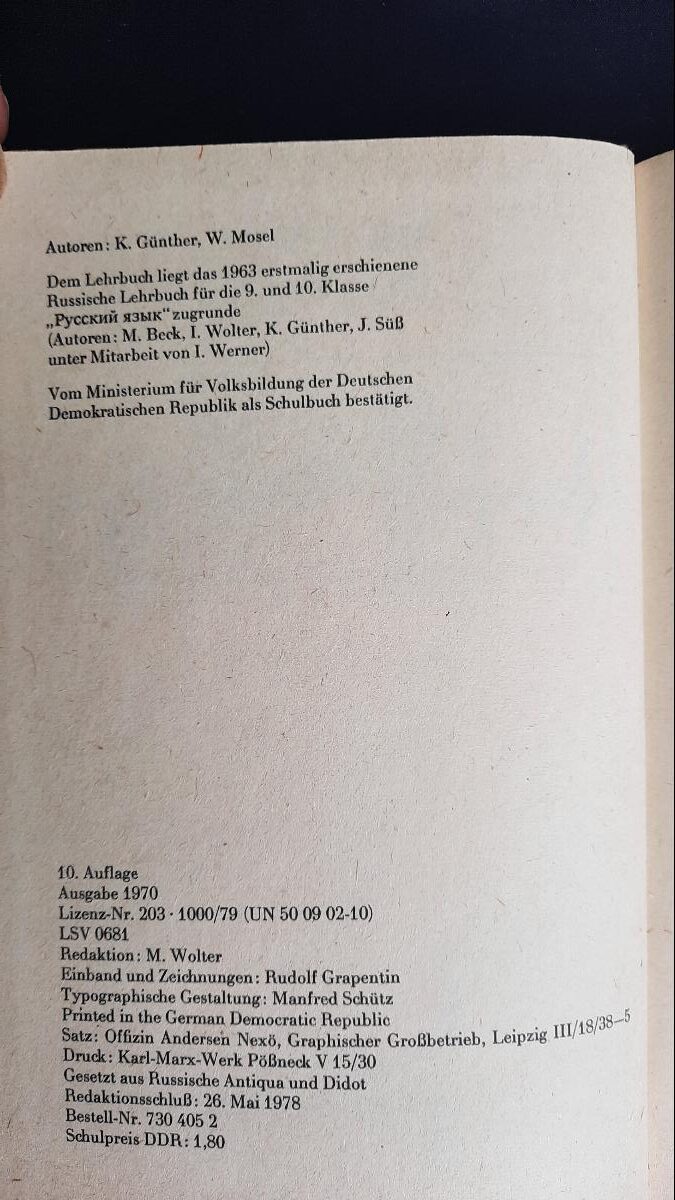 Autoren: K. Günther, W. Mosel
Dem Lehrbuch liegt das 1963 erstmalig erschienene
Russische Lehrbuch für die 9. und 10. Klasse
„Русский язык“ zugrunde
(Autoren: M. Beck, I. Wolter, K. Günther, J. Süß
unter Mitarbeit von I. Werner)
Vom Ministerium für Volksbildung der Deutschen
Demokratischen Republik als Schulbuch bestätigt.
10. Auflage
Ausgabe 1970
Lizenz-Nr. 203 · 1000/79 (UN 50 09 02-10)
LSV 0681
Redaktion: M. Wolter
Einband und Zeichnungen: Rudolf Grapentin
Typographische Gestaltung: Manfred Schütz
Printed in the German Democratic Republic
Satz: Offizin Andersen Nexö, Graphischer Großbetrieb, Leipzig III/18/38–5
Druck: Karl-Marx-Werk Pößneck V 15/30
Gesetzt aus Russische Antiqua und Didot
Redaktionsschluß: 26. Mai 1978
Bestell-Nr. 730 405 2
Schulpreis DDR: 1,80